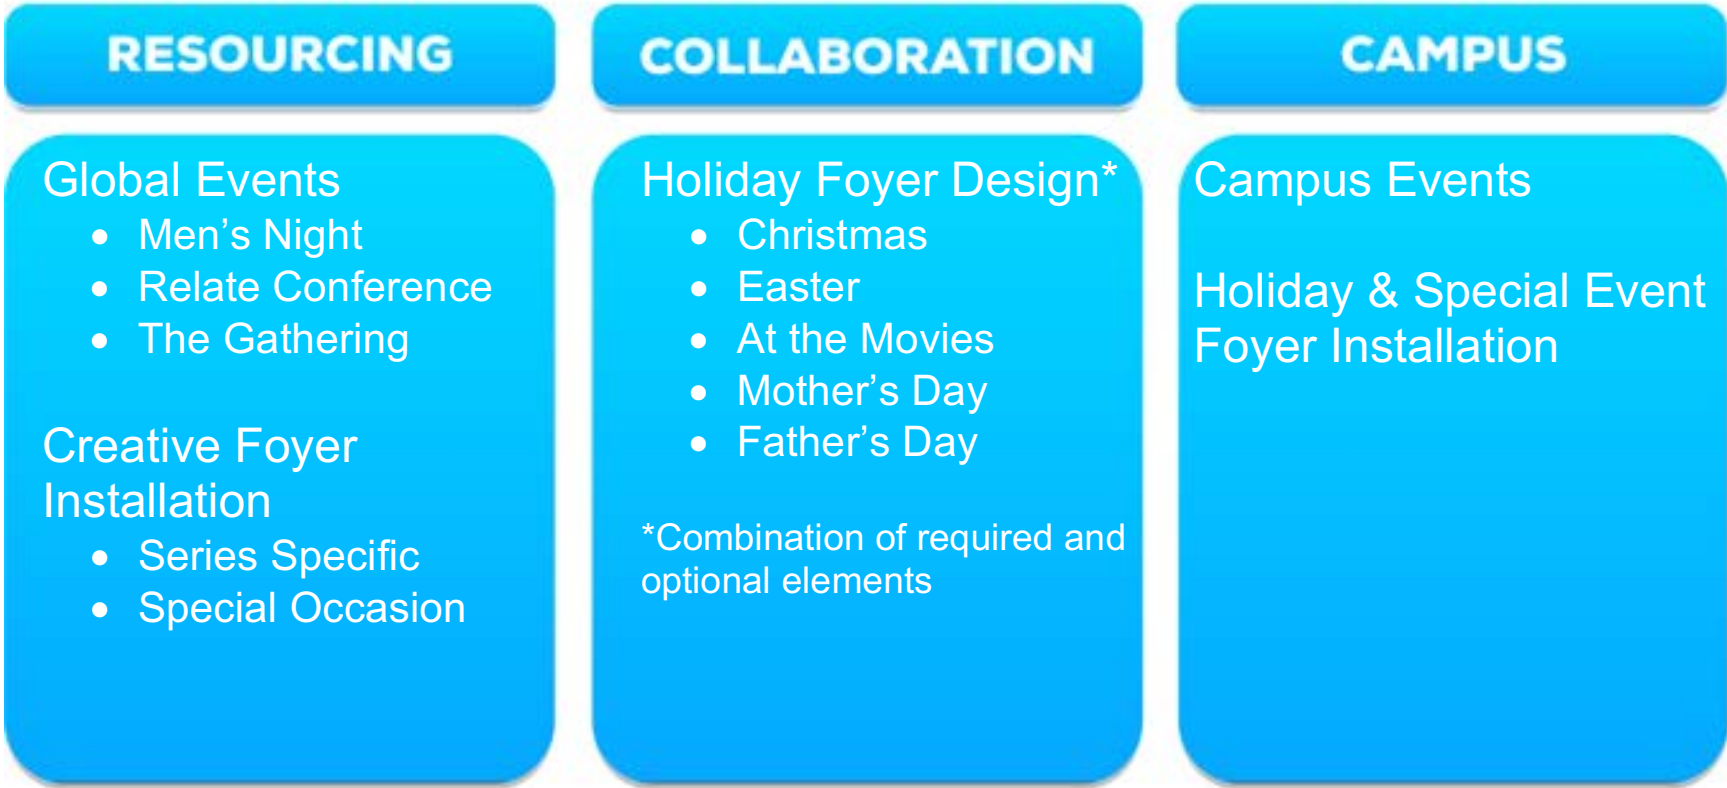 RESOURCING
Global Events
• Men’s Night
• Relate Conference
• The Gathering
Creative Foyer
Installation
• Series Specific
• Special Occasion
COLLABORATION
Holiday Foyer Design*
• Christmas
• Easter
• At the Movies
• Mother’s Day
• Father’s Day
*Combination of required and
optional elements
CAMPUS
Campus Events
Holiday & Special Event
Foyer Installation